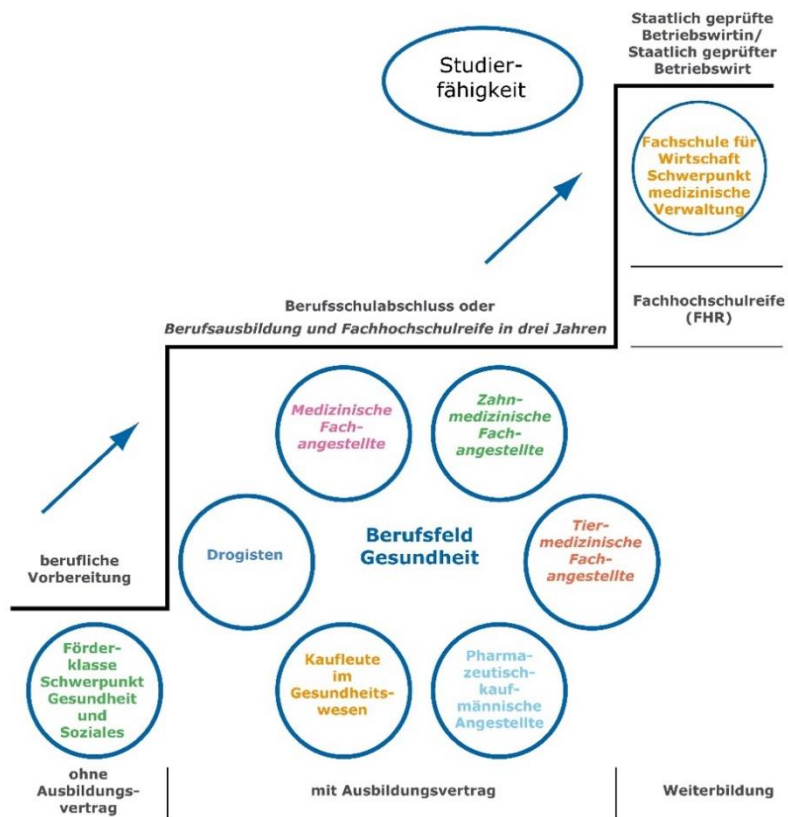 Staatlich geprüfte
Betriebswirtin/
Staatlich geprüfter
Betriebswirt
Studier-
fähigkeit
Fachschule für
Wirtschaft
Schwerpunkt
medizinische
Verwaltung
Berufsschulabschluss oder
Berufsausbildung und Fachhochschulreife in drei Jahren
Fachhochschulreife
(FHR)
Medizinische
Fach-
angestellte
Zahn-
medizinische
Fach-
angestellte
Drogisten
Berufsfeld
Gesundheit
Tier-
medizinische
Fach-
angestellte
berufliche
Vorbereitung
Förder-
klasse
Schwerpunkt
Gesundheit
und
Soziales
Kaufleute
im
Gesundheits-
wesen
Pharma-
zeutisch-
kauf-
männische
Angestellte
ohne
Ausbildungs-
vertrag
mit Ausbildungsvertrag
Weiterbildung